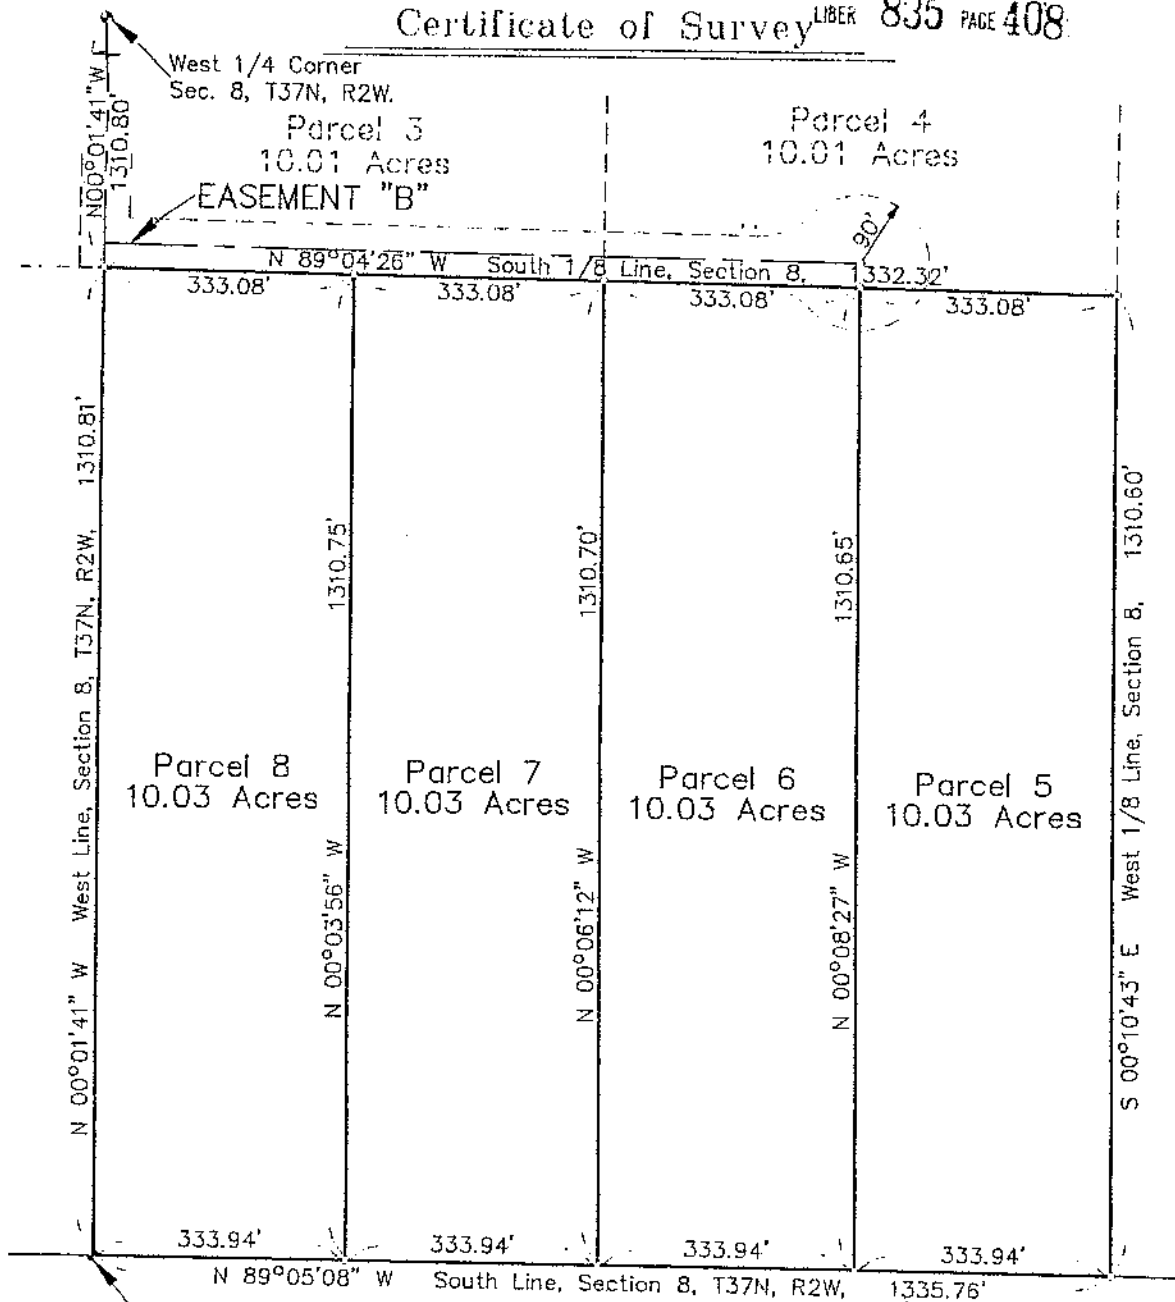 Certificate of Survey LIBER 835 PAGE 408
West 1/4 Corner
Sec. 8, T37N, R2W.
N00°01'41"W
1310.80'
Parcel 3
10.01 Acres
Parcel 4
10.01 Acres
EASEMENT "B"
90'
N 89°04'26" W South 1/8 Line, Section 8, 1332.32'
333.08' 333.08' 333.08' 333.08'
N 00°01'41" W West Line, Section 8, T37N, R2W, 1310.81'
1310.75'
1310.70'
1310.65'
S 00°10'43" E West 1/8 Line, Section 8, 1310.60'
Parcel 8
10.03 Acres
Parcel 7
10.03 Acres
Parcel 6
10.03 Acres
Parcel 5
10.03 Acres
N 00°03'56" W
N 00°06'12" W
N 00°08'27" W
333.94' 333.94' 333.94' 333.94'
N 89°05'08" W South Line, Section 8, T37N, R2W, 1335.76'